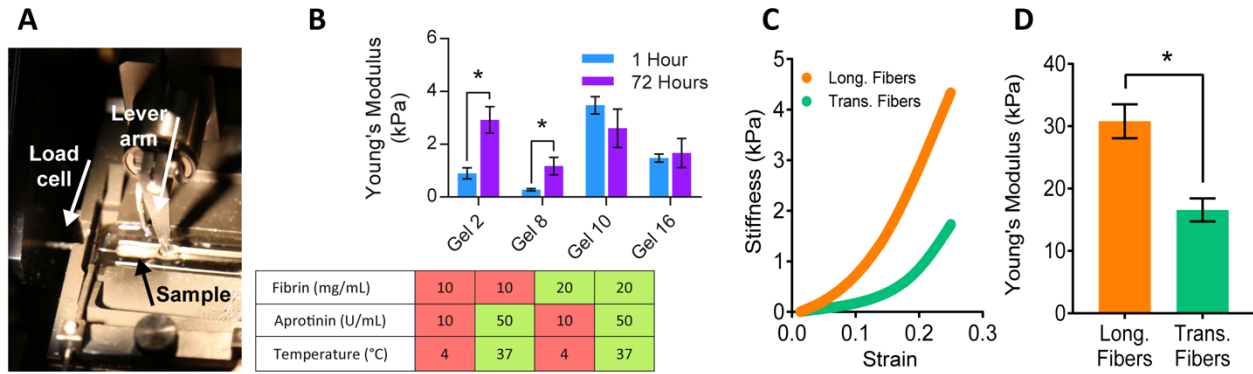 A
Load
cell
Lever
arm
Sample
B
Young's Modulus
(kPa)
6
4
2
0
1 Hour
72 Hours
*
*
Gel 2
Gel 8
Gel 10
Gel 16
Fibrin (mg/mL) 10 10 20 20
Aprotinin (U/mL) 10 50 10 50
Temperature (°C) 4 37 4 37
C
Stiffness (kPa)
5
4
3
2
1
0
Long. Fibers
Trans. Fibers
0.0 0.1 0.2 0.3
Strain
D
Young's Modulus (kPa)
40
30
20
10
0
*
Long.
Fibers
Trans.
Fibers